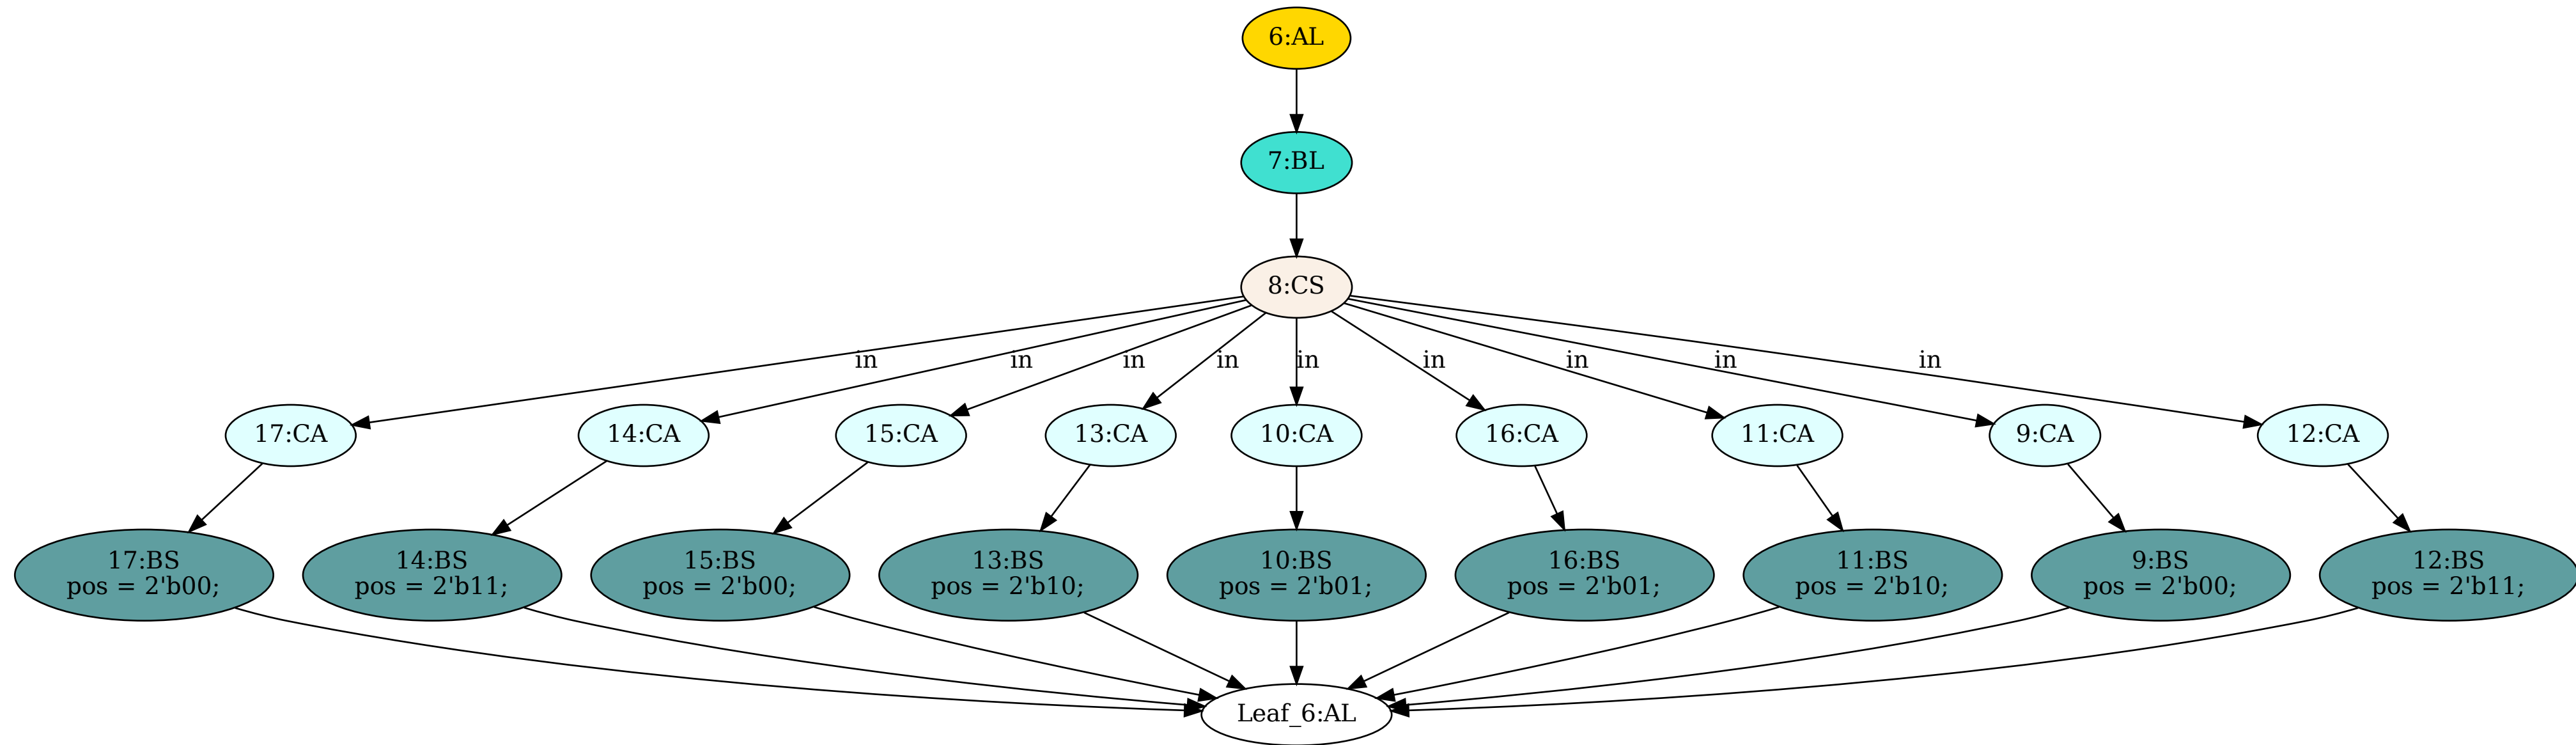 6:AL
7:BL
8:CS
in
in
in
in
in
in
in
in
in
17:CA
14:CA
15:CA
13:CA
10:CA
16:CA
11:CA
9:CA
12:CA
17:BS
pos = 2'b00;
14:BS
pos = 2'b11;
15:BS
pos = 2'b00;
13:BS
pos = 2'b10;
10:BS
pos = 2'b01;
16:BS
pos = 2'b01;
11:BS
pos = 2'b10;
9:BS
pos = 2'b00;
12:BS
pos = 2'b11;
Leaf_6:AL